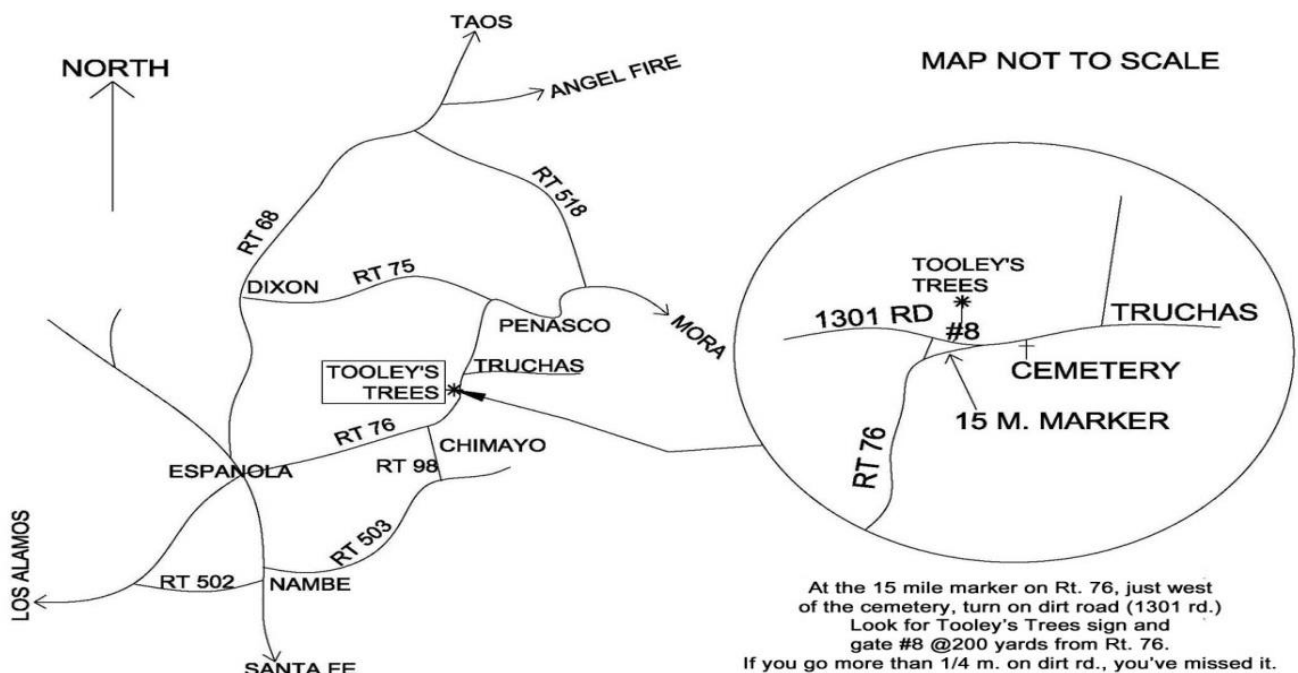 TAOS
NORTH
MAP NOT TO SCALE
ANGEL FIRE
RT 518
RT 68
DIXON
RT 75
PENASCO
MORA
TOOLEY'S
TREES
TRUCHAS
RT 76
CHIMAYO
ESPANOLA
RT 98
RT 503
LOS ALAMOS
RT 502
NAMBE
SANTA FE
TOOLEY'S
TREES
1301 RD
#8
TRUCHAS
CEMETERY
15 M. MARKER
RT 76
At the 15 mile marker on Rt. 76, just west
of the cemetery, turn on dirt road (1301 rd.)
Look for Tooley's Trees sign and
gate #8 @200 yards from Rt. 76.
If you go more than 1/4 m. on dirt rd., you've missed it.